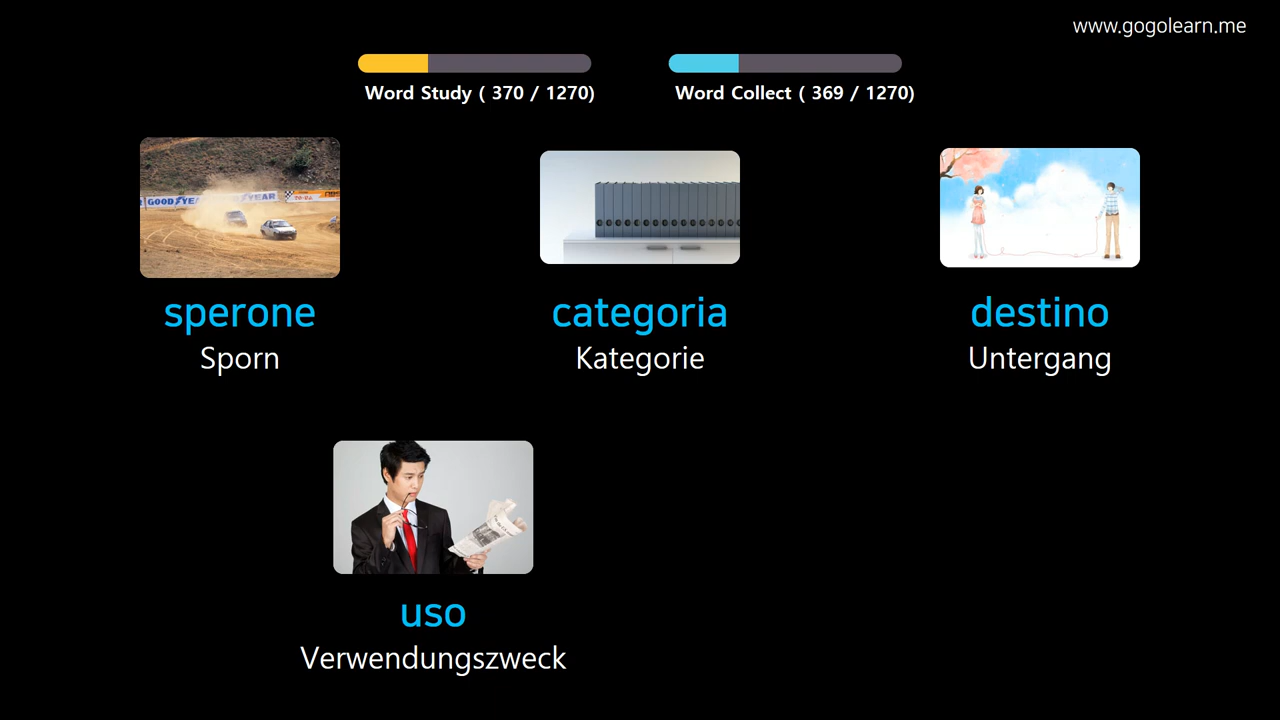 www.gogolearn.me
Word Study ( 370 / 1270)
Word Collect ( 369 / 1270)
GOODYEAR
sperone
Sporn
categoria
Kategorie
destino
Untergang
uso
Verwendungszweck